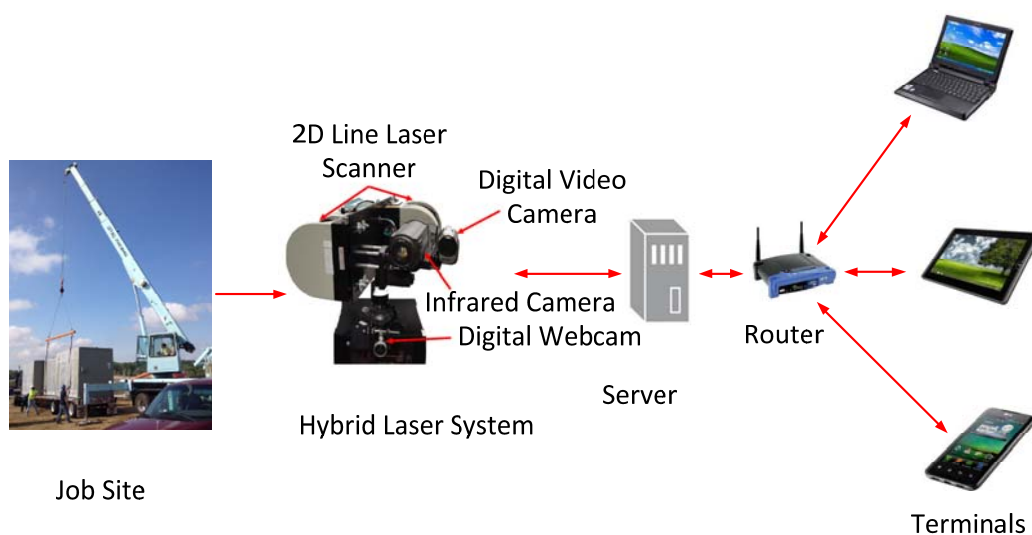 2D Line Laser
Scanner
Digital Video
Camera
Infrared Camera
Digital Webcam
Router
Server
Hybrid Laser System
Job Site
Terminals